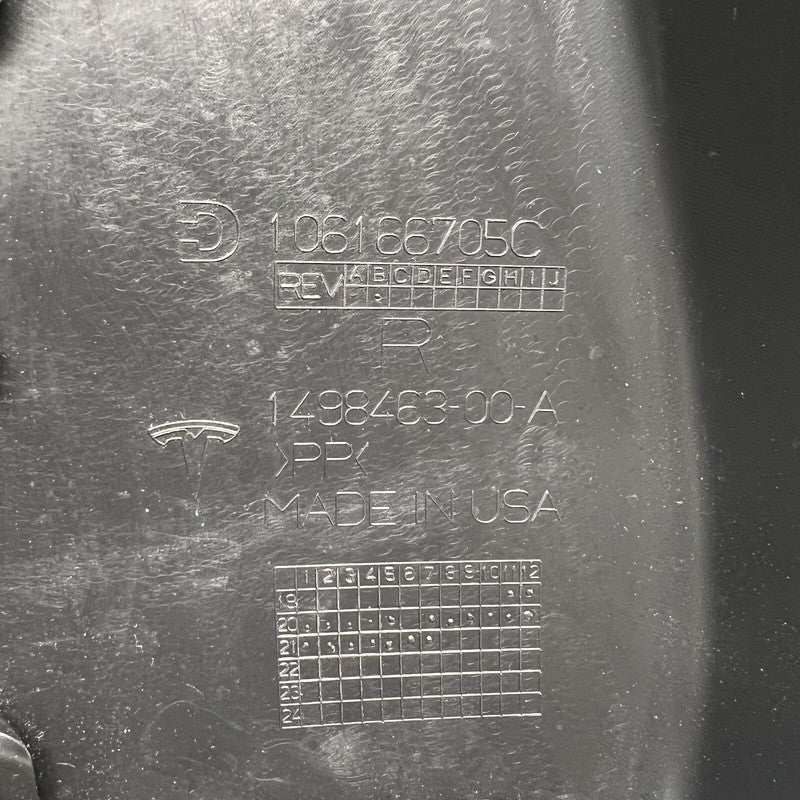 106166705C
REV A B C D E F G H I J
R
1498463-00-A
>PP<
MADE IN USA
1 2 3 4 5 6 7 8 9 10 11 12
19
20
21
22
23
24